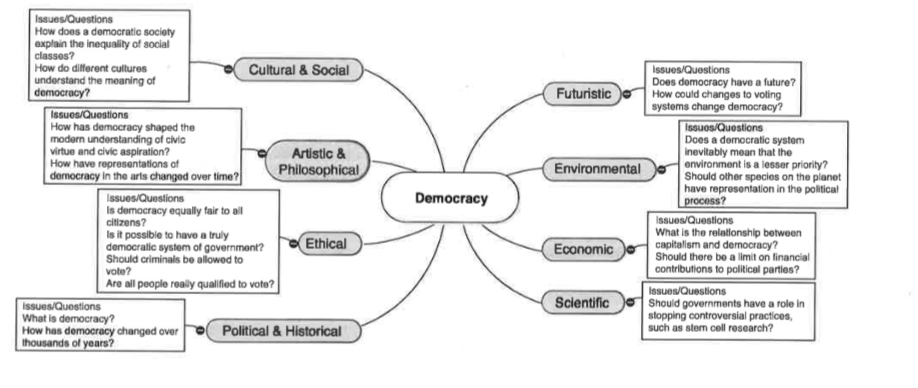 Issues/Questions
How does a democratic society
explain the inequality of social
classes?
How do different cultures
understand the meaning of
democracy?
Cultural & Social
Issues/Questions
How has democracy shaped the
modern understanding of civic
virtue and civic aspiration?
How have representations of
democracy in the arts changed over time?
Artistic &
Philosophical
Issues/Questions
Is democracy equally fair to all
citizens?
Is it possible to have a truly
democratic system of government?
Should criminals be allowed to
vote?
Are all people really qualified to vote?
Ethical
Issues/Questions
What is democracy?
How has democracy changed over
thousands of years?
Political & Historical
Democracy
Futuristic
Issues/Questions
Does democracy have a future?
How could changes to voting
systems change democracy?
Environmental
Issues/Questions
Does a democratic system
inevitably mean that the
environment is a lesser priority?
Should other species on the planet
have representation in the political
process?
Economic
Issues/Questions
What is the relationship between
capitalism and democracy?
Should there be a limit on financial
contributions to political parties?
Scientific
Issues/Questions
Should governments have a role in
stopping controversial practices,
such as stem cell research?